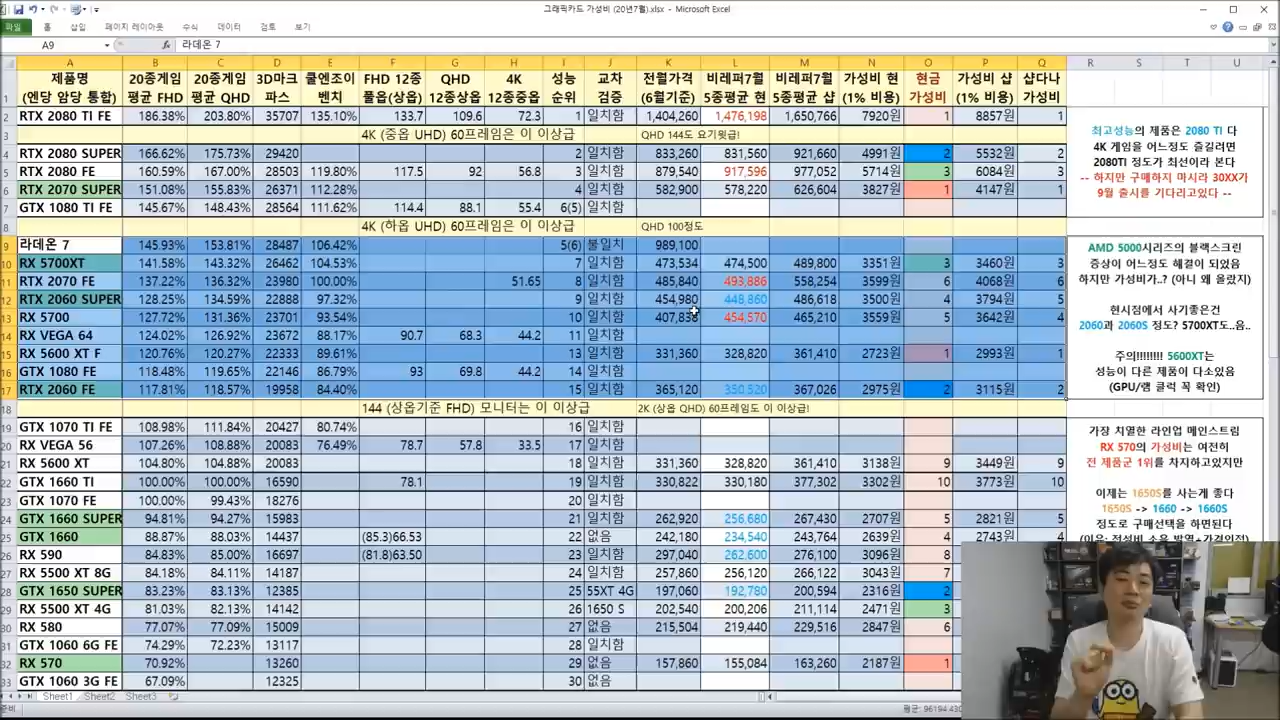 그래픽카드 가성비 (20년7월).xlsx - Microsoft Excel
파일 홈 삽입 페이지 레이아웃 수식 데이터 검토 보기
A9 fx 라데온 7
A B C D E F G H I J K L M N O P Q R S T U
제품명 (엔당 암당 통합) 20종게임 평균 FHD 20종게임 평균 QHD 3D마크 파스 쿨엔조이 벤치 FHD 12종 풀옵(상옵) QHD 12종상옵 4K 12종중옵 성능 순위 교차 검증 전월가격 (6월기준) 비레퍼7월 5종평균 현 비레퍼7월 5종평균 샵 가성비 현 (1% 비용) 현금 가성비 가성비 샵 (1% 비용) 샵다나 가성비
RTX 2080 TI FE 186.38% 203.80% 35707 135.10% 133.7 109.6 72.3 1 일치함 1,404,260 1,476,198 1,650,766 7920원 1 8857원 1
4K (중옵 UHD) 60프레임은 이 이상급 QHD 144도 요기윗급!
RTX 2080 SUPER 166.62% 175.73% 29420 2 일치함 833,260 831,560 921,660 4991원 2 5532원 2
RTX 2080 FE 160.59% 167.00% 28503 119.80% 117.5 92 56.8 3 일치함 879,540 917,596 977,052 5714원 3 6084원 3
RTX 2070 SUPER 151.08% 155.83% 26371 112.28% 4 일치함 582,900 578,220 626,604 3827원 1 4147원 1
GTX 1080 TI FE 145.67% 148.43% 28564 111.62% 114.4 88.1 55.4 6(5) 일치함
4K (하옵 UHD) 60프레임은 이 이상급 QHD 100정도
라데온 7 145.93% 153.81% 28487 106.42% 5(6) 불일치 989,100
RX 5700XT 141.58% 143.32% 26462 104.53% 7 일치함 473,534 474,500 489,800 3351원 3 3460원 3
RTX 2070 FE 137.22% 136.32% 23980 100.00% 51.65 8 일치함 485,840 493,886 558,254 3599원 6 4068원 6
RTX 2060 SUPER 128.25% 134.59% 22888 97.32% 9 일치함 454,980 448,860 486,618 3500원 4 3794원 5
RX 5700 127.72% 131.36% 23701 93.54% 10 일치함 407,836 454,570 465,210 3559원 5 3642원 4
RX VEGA 64 124.02% 126.92% 23672 88.17% 90.7 68.3 44.2 11 일치함
RX 5600 XT F 120.76% 120.27% 22333 89.61% 13 일치함 331,360 328,820 361,410 2723원 1 2993원 1
GTX 1080 FE 118.48% 119.65% 22146 86.79% 93 69.8 44.2 14 일치함
RTX 2060 FE 117.81% 118.57% 19958 84.40% 15 일치함 365,120 350,520 367,026 2975원 2 3115원 2
144 (상옵기준 FHD) 모니터는 이 이상급 2K (상옵 QHD) 60프레임도 이 이상급!
GTX 1070 TI FE 108.98% 111.84% 20427 80.74% 16 일치함
RX VEGA 56 107.26% 108.88% 20083 76.49% 78.7 57.8 33.5 17 일치함
RX 5600 XT 104.80% 104.88% 20083 18 일치함 331,360 328,820 361,410 3138원 9 3449원 9
GTX 1660 TI 100.00% 100.00% 16590 78.1 19 일치함 330,822 330,180 377,302 3302원 10 3773원 10
GTX 1070 FE 100.00% 99.43% 18276 20 일치함
GTX 1660 SUPER 94.81% 94.27% 15983 21 일치함 262,920 256,680 267,430 2707원 5 2821원 5
GTX 1660 88.87% 88.03% 14437 (85.3)66.53 22 없음 242,180 234,540 243,764 2639원 4 2743원 4
RX 590 84.83% 85.00% 16697 (81.8)63.50 23 일치함 297,040 262,600 276,100 3096원 8
RX 5500 XT 8G 84.18% 84.11% 14187 24 일치함 257,860 256,120 266,122 3043원 7
GTX 1650 SUPER 83.23% 83.13% 12385 25 55XT 4G 197,060 192,780 200,594 2316원 2
RX 5500 XT 4G 81.03% 82.13% 14142 26 1650 S 202,540 200,206 211,114 2471원 3
RX 580 77.07% 77.09% 15009 27 없음 215,504 219,440 229,516 2847원 6
GTX 1060 6G FE 74.29% 72.23% 13117 28 일치함
RX 570 70.92% 13260 29 없음 157,860 155,084 163,260 2187원 1
GTX 1060 3G FE 67.09% 12325 30 없음
최고성능의 제품은 2080 TI 다
4K 게임을 어느정도 즐길려면
2080TI 정도가 최선이라 본다
-- 하지만 구매하지 마시라 30XX가
9월 출시를 기다리고있다 --
AMD 5000시리즈의 블랙스크린
증상이 어느정도 해결이 되었음
하지만 가성비가..? (아니 왜 올랐지)
현시점에서 사기좋은건
2060과 2060S 정도? 5700XT도..음..
주의!!!!!!!! 5600XT는
성능이 다른 제품이 다소있음
(GPU/램 클럭 꼭 확인)
가장 치열한 라인업 메인스트림
RX 570의 가성비는 여전히
전 제품군 1위를 차지하고있지만
이제는 1650S를 사는게 좋다
1650S -> 1660 -> 1660S
정도로 구매선택을 하면된다
Sheet1 Sheet2 Sheet3
준비